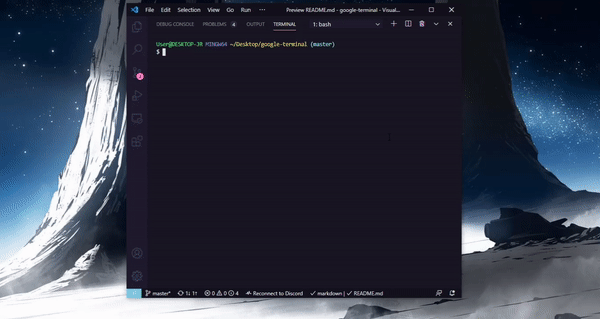 File Edit Selection View Go Run ··· Preview README.md - google-terminal - Visual...
DEBUG CONSOLE PROBLEMS 4 OUTPUT TERMINAL 1: bash
User@DESKTOP-JR MINGW64 ~/Desktop/google-terminal (master)
$
master* 1↓ 1↑ 0 0 4 Reconnect to Discord markdown | README.md